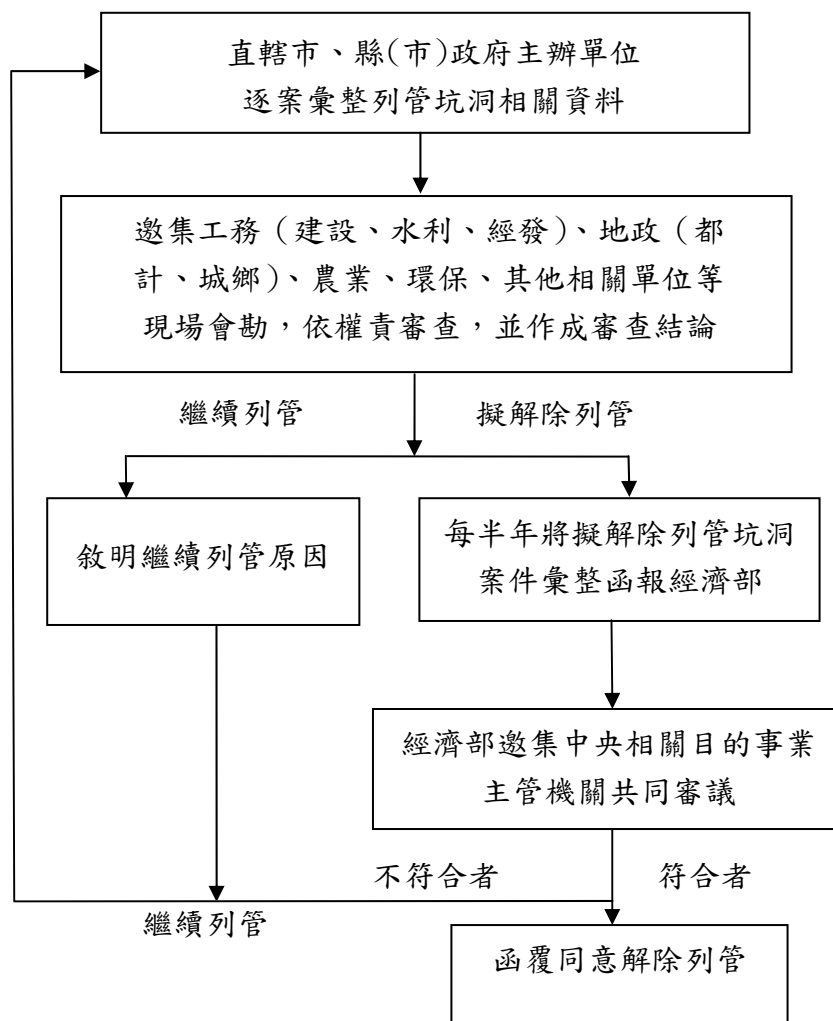 直轄市、縣(市)政府主辦單位
逐案彙整列管坑洞相關資料
邀集工務（建設、水利、經發）、地政（都
計、城鄉）、農業、環保、其他相關單位等
現場會勘，依權責審查，並作成審查結論
繼續列管
擬解除列管
敘明繼續列管原因
每半年將擬解除列管坑洞
案件彙整函報經濟部
經濟部邀集中央相關目的事業
主管機關共同審議
不符合者
符合者
繼續列管
函覆同意解除列管